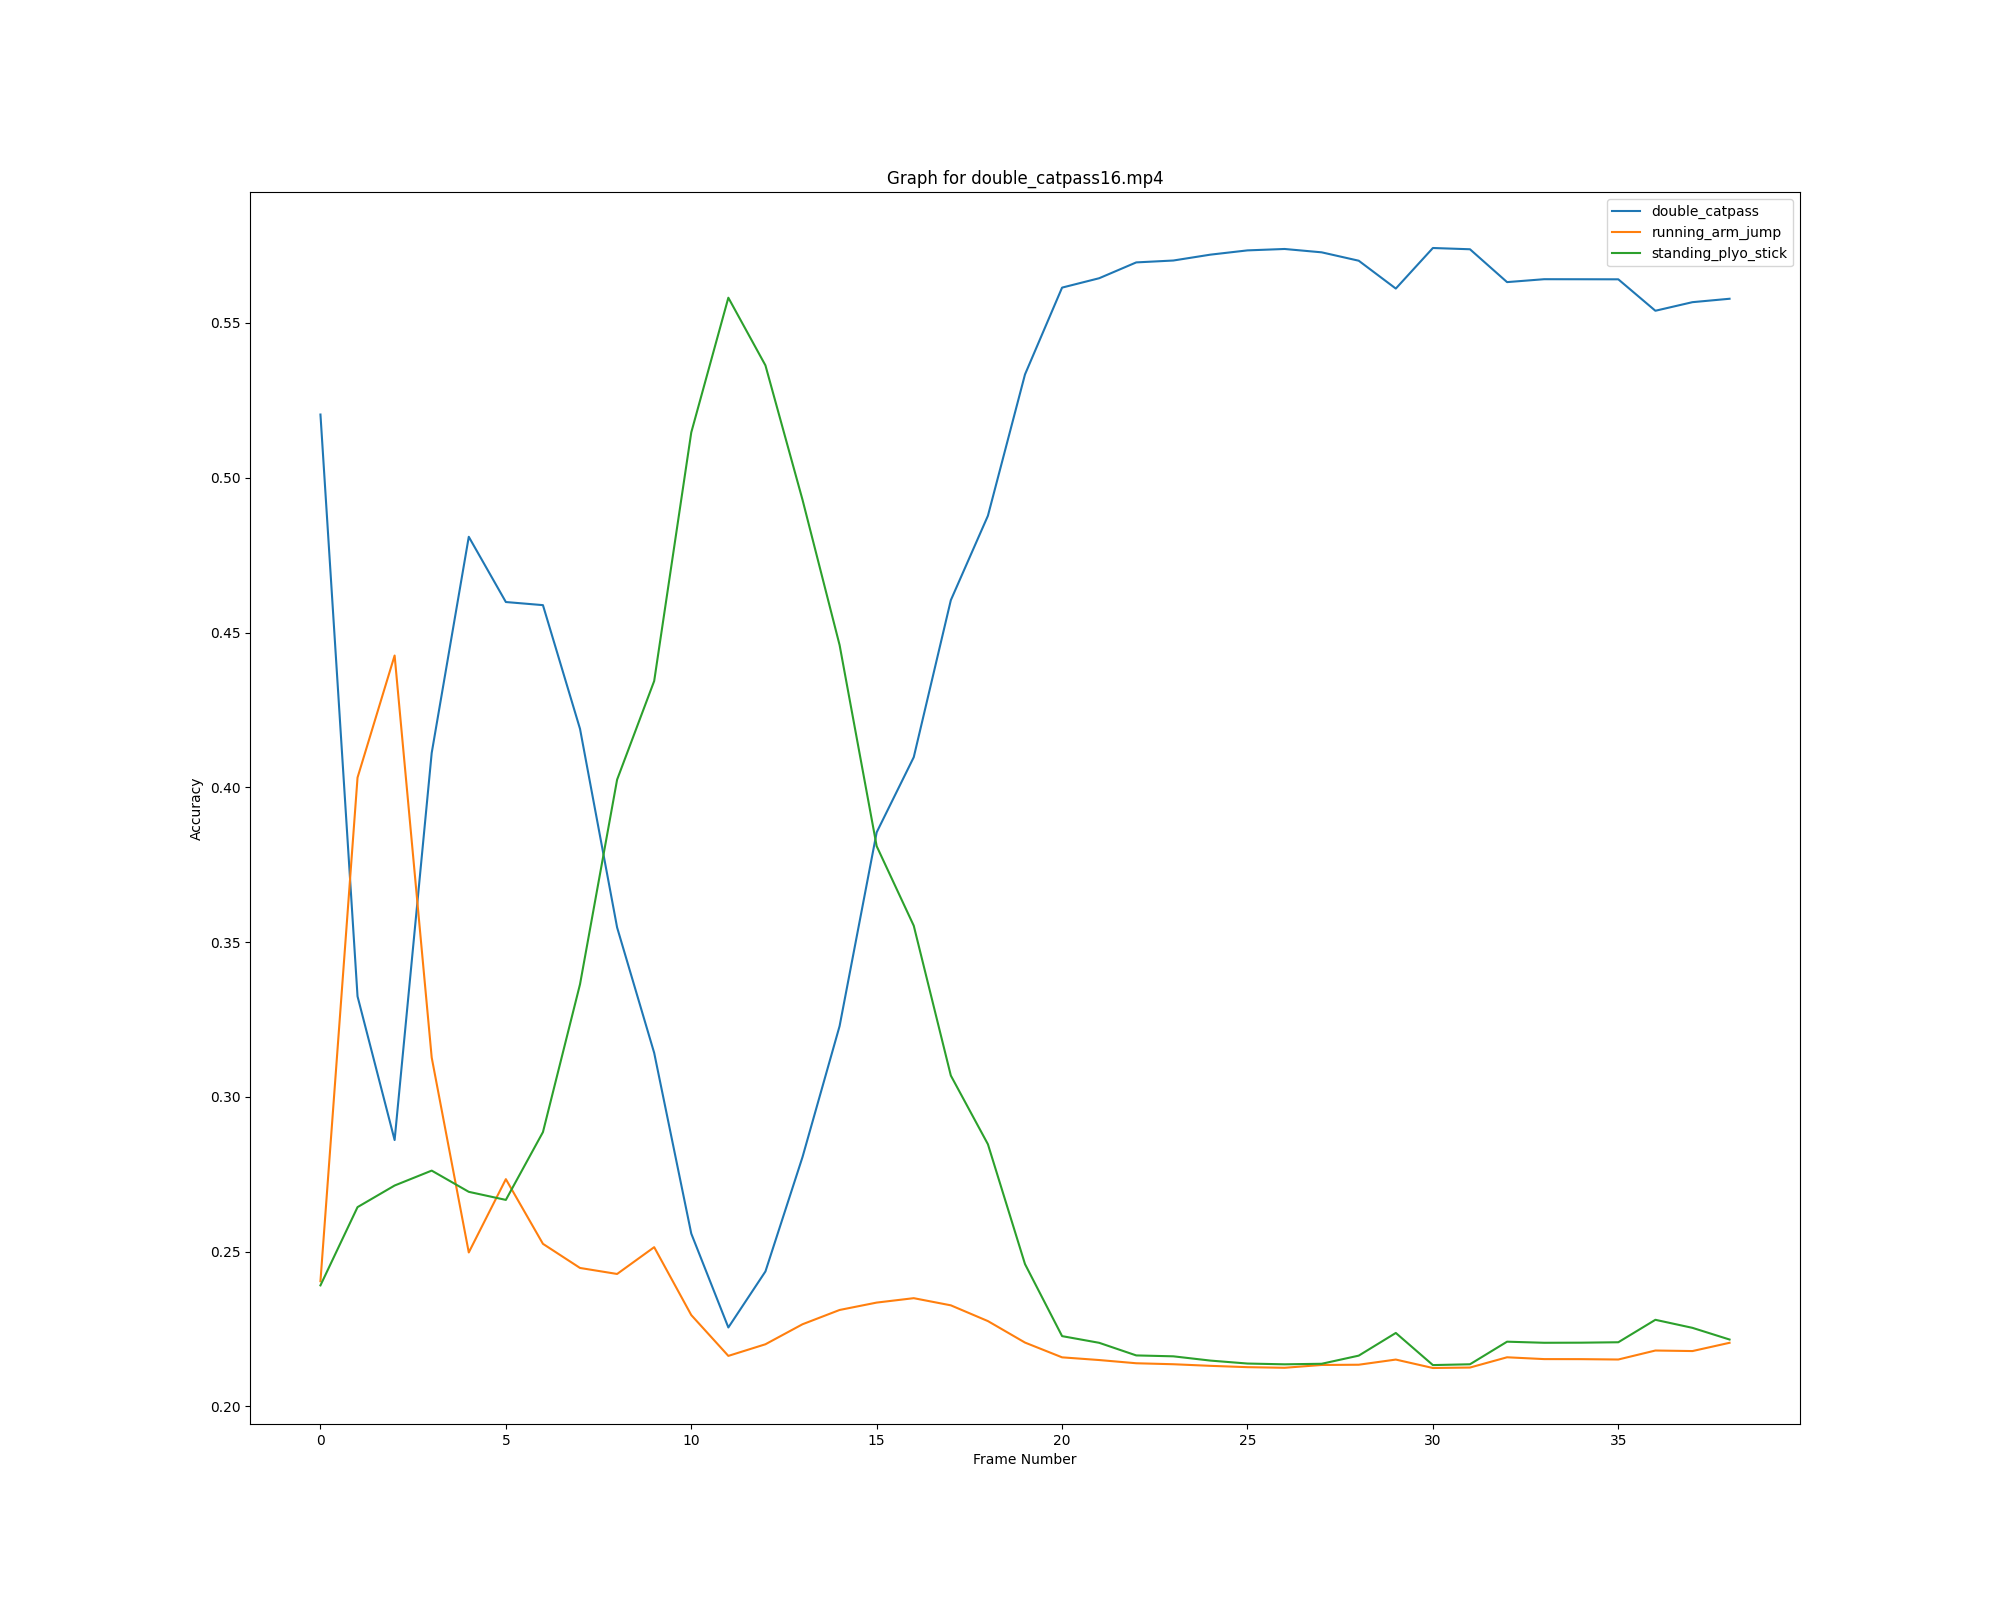 Graph for double_catpass16.mp4
double_catpass
running_arm_jump
standing_plyo_stick
0.55
0.50
0.45
0.40
0.35
0.30
0.25
0.20
Accuracy
0 5 10 15 20 25 30 35
Frame Number